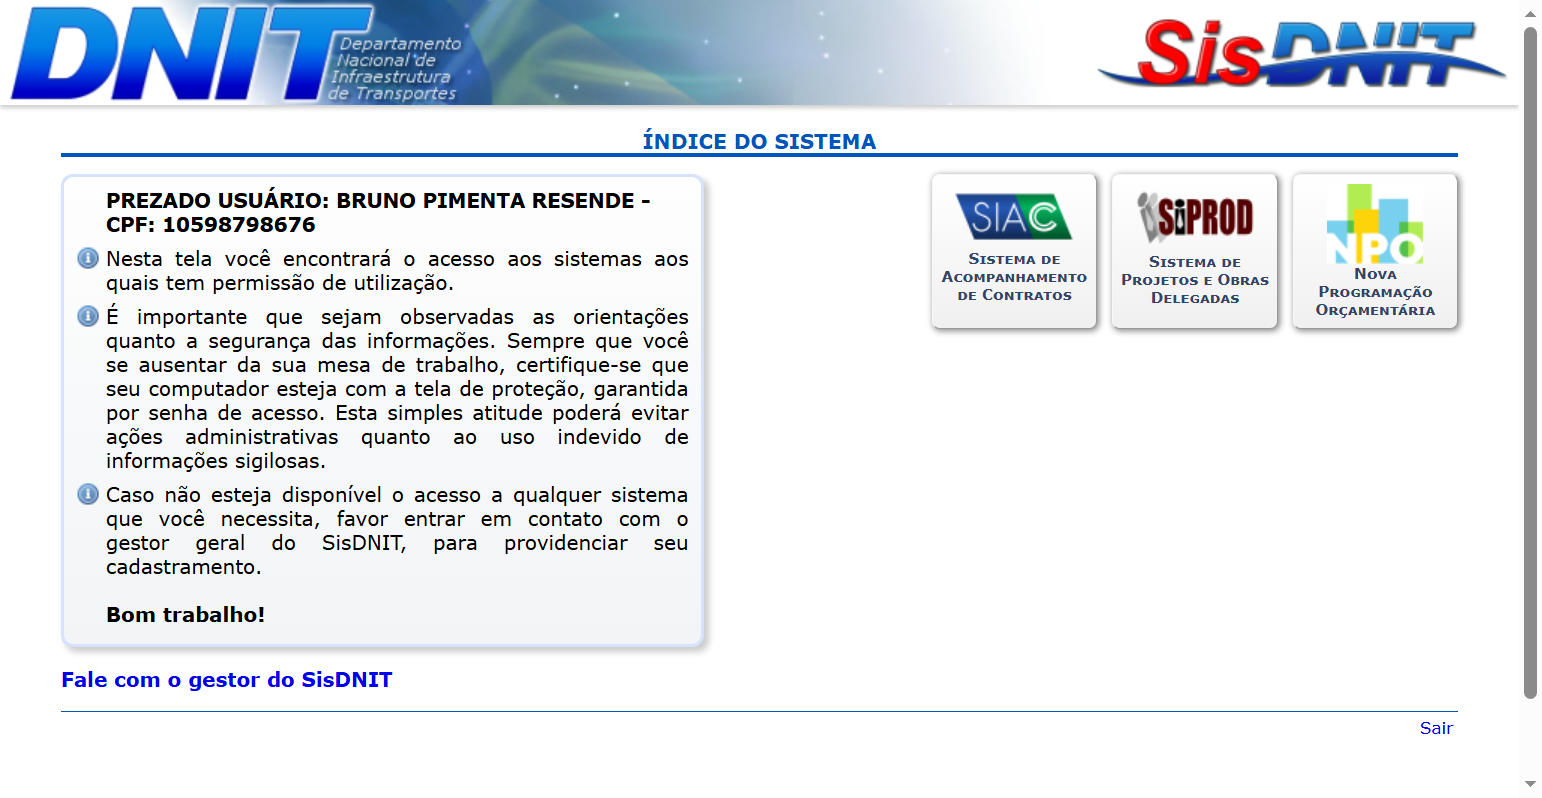 DNIT
Departamento
Nacional de
Infraestrutura
de Transportes
SisDNIT
ÍNDICE DO SISTEMA
PREZADO USUÁRIO: BRUNO PIMENTA RESENDE -
CPF: 10598798676
Nesta tela você encontrará o acesso aos sistemas aos
quais tem permissão de utilização.
É importante que sejam observadas as orientações
quanto a segurança das informações. Sempre que você
se ausentar da sua mesa de trabalho, certifique-se que
seu computador esteja com a tela de proteção, garantida
por senha de acesso. Esta simples atitude poderá evitar
ações administrativas quanto ao uso indevido de
informações sigilosas.
Caso não esteja disponível o acesso a qualquer sistema
que você necessita, favor entrar em contato com o
gestor geral do SisDNIT, para providenciar seu
cadastramento.
Bom trabalho!
SIAC
Sistema de
Acompanhamento
de Contratos
SiPROD
Sistema de
Projetos e Obras
Delegadas
NPO
Nova
Programação
Orçamentária
Fale com o gestor do SisDNIT
Sair